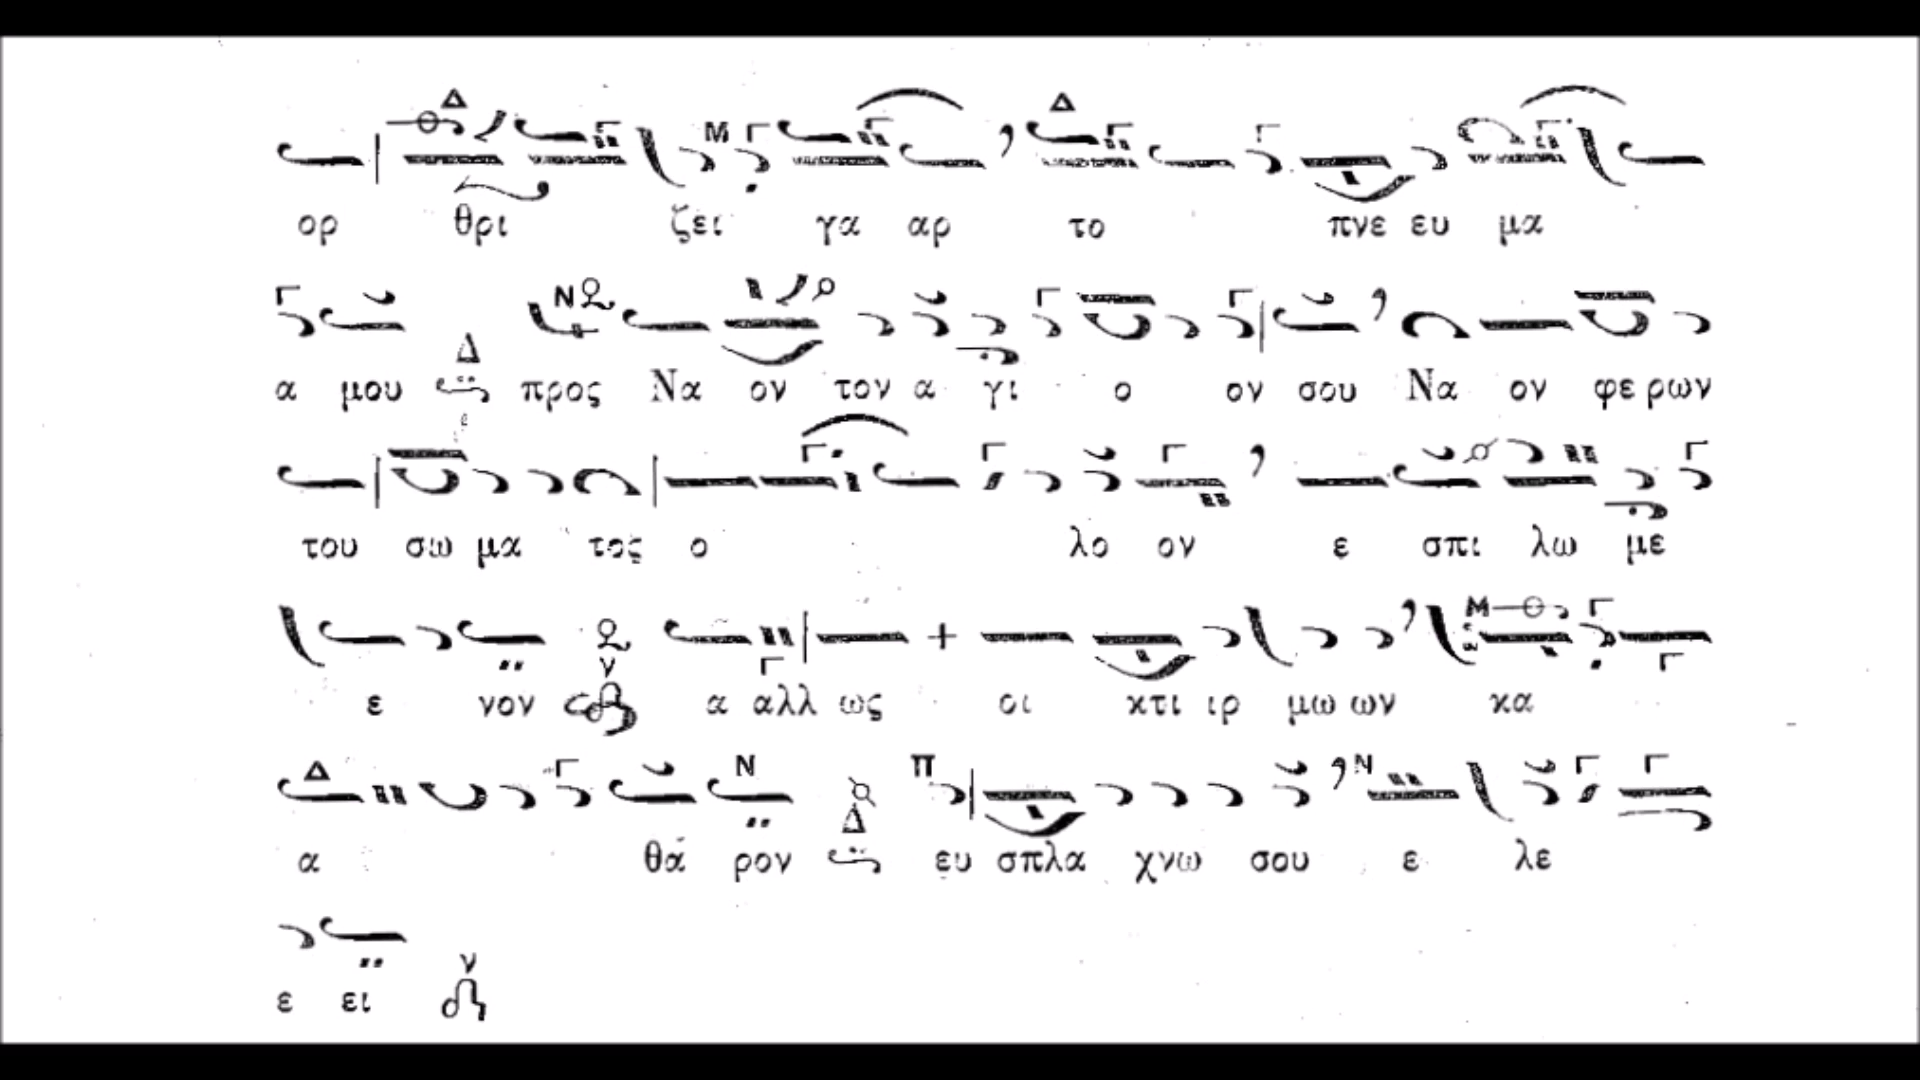 ορ θρι ζει γα αρ το πνε ευ μα
α μου προς Να ον τον α γι ο ον σου Να ον φε ρων
του σω μα τος ο λο ον ε σπι λω με
ε νον α αλλ ως οι κτι ιρ μω ων κα
α θά ρον ευ σπλα χνω σου ε λε
ε ει